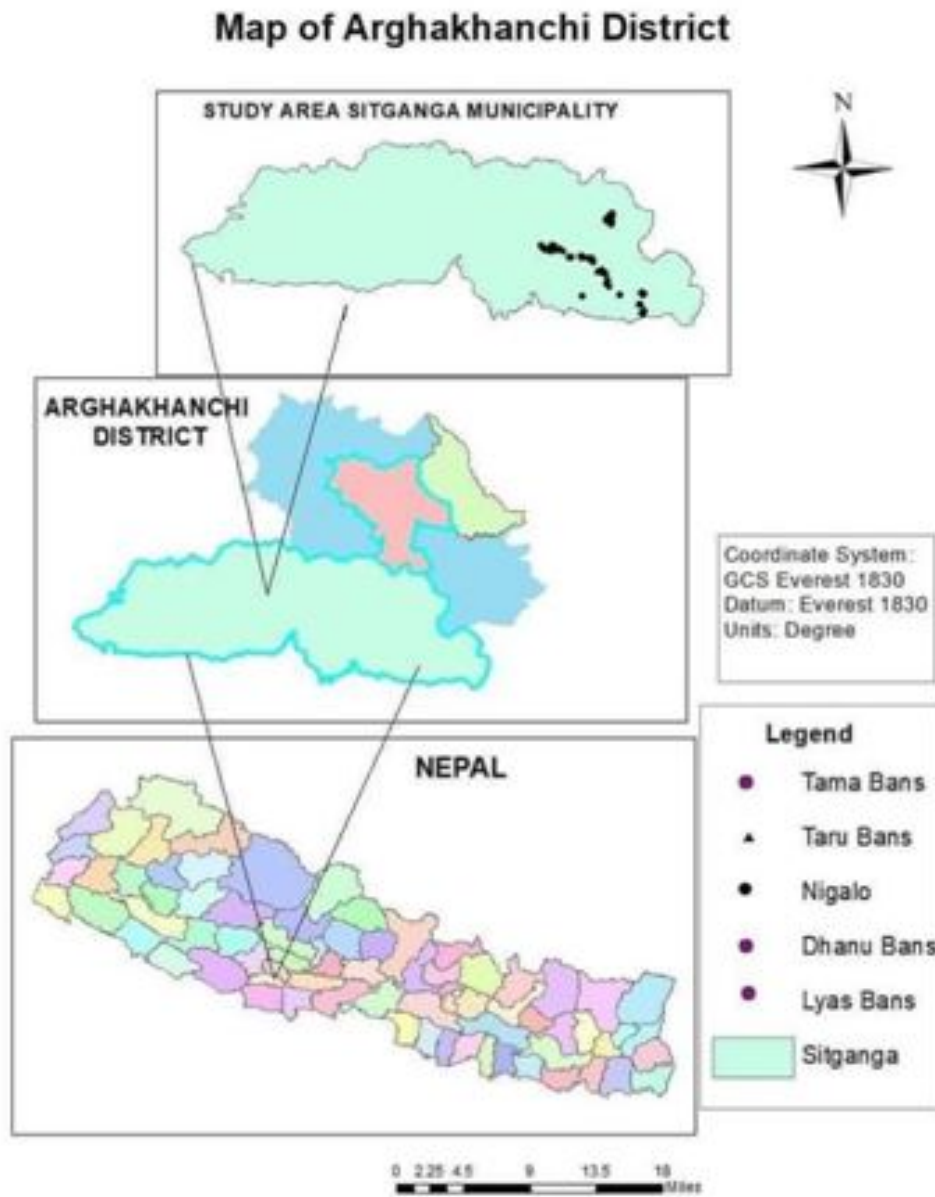 Map of Arghakhanchi District
STUDY AREA SITGANGA MUNICIPALITY
N
ARGHAKHANCHI
DISTRICT
Coordinate System:
GCS Everest 1830
Datum: Everest 1830
Units: Degree
NEPAL
Legend
Tama Bans
Taru Bans
Nigalo
Dhanu Bans
Lyas Bans
Sitganga
0 2.25 4.5 9 13.5 18
Miles